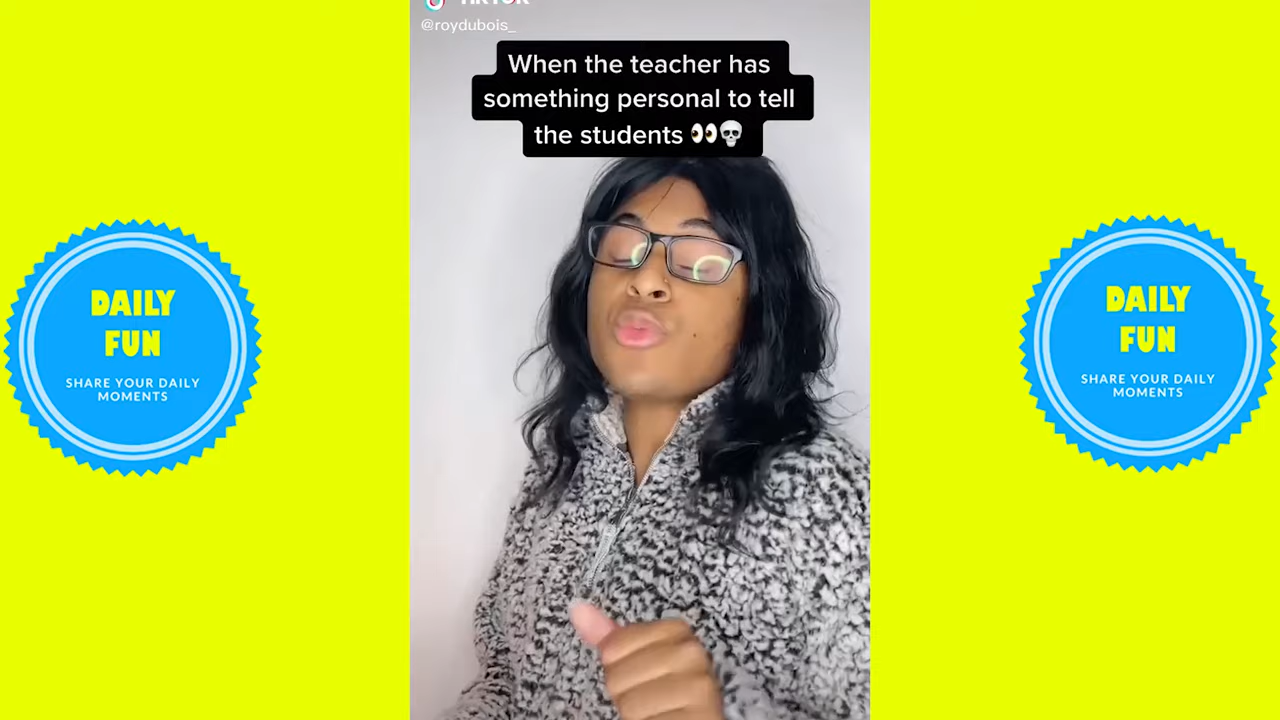 TikTok
@roydubois_
When the teacher has
something personal to tell
the students 👀💀
DAILY
FUN
SHARE YOUR DAILY
MOMENTS
DAILY
FUN
SHARE YOUR DAILY
MOMENTS